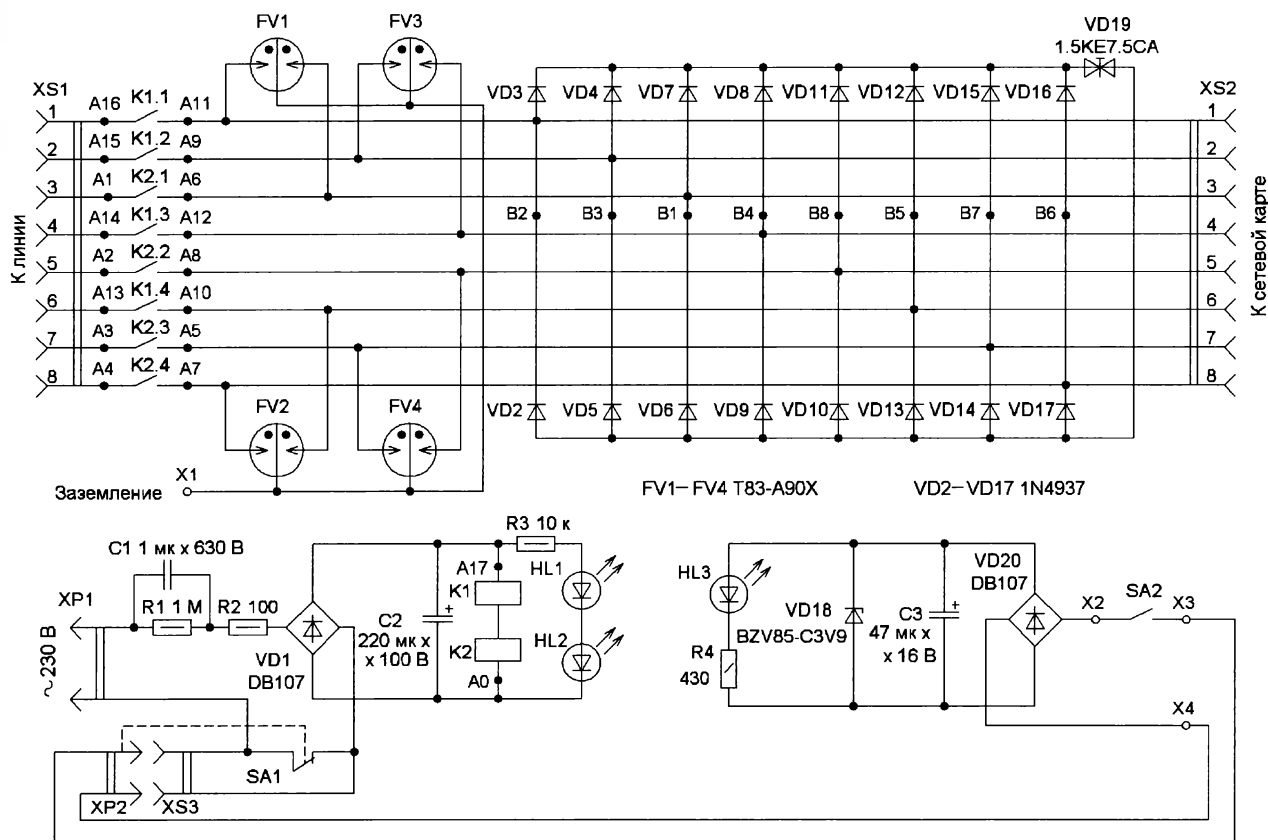 FV1 FV3
VD19
1.5KE7.5CA
XS1 XS2
VD3 VD4 VD7 VD8 VD11 VD12 VD15 VD16
1 A16 K1.1 A11 1
2 A15 K1.2 A9 2
3 A1 K2.1 A6 3
B2 B3 B1 B4 B8 B5 B7 B6
4 A14 K1.3 A12 4
5 A2 K2.2 A8 5
6 A13 K1.4 A10 6
7 A3 K2.3 A5 7
8 A4 K2.4 A7 8
К линии
К сетевой карте
FV2 FV4
VD2 VD5 VD6 VD9 VD10 VD13 VD14 VD17
X1
Заземление
FV1–FV4 T83-A90X VD2–VD17 1N4937
C1 1 мк x 630 В
R3 10 к
XP1
R1 1 М R2 100
~230 В
VD1
DB107
C2
220 мк x
x 100 В
+
A17
K1
K2
A0
HL1
HL2
HL3
R4
430
VD18
BZV85-C3V9
C3
47 мк x
x 16 В
+
VD20
DB107
X2 SA2 X3
X4
SA1
XP2 XS3